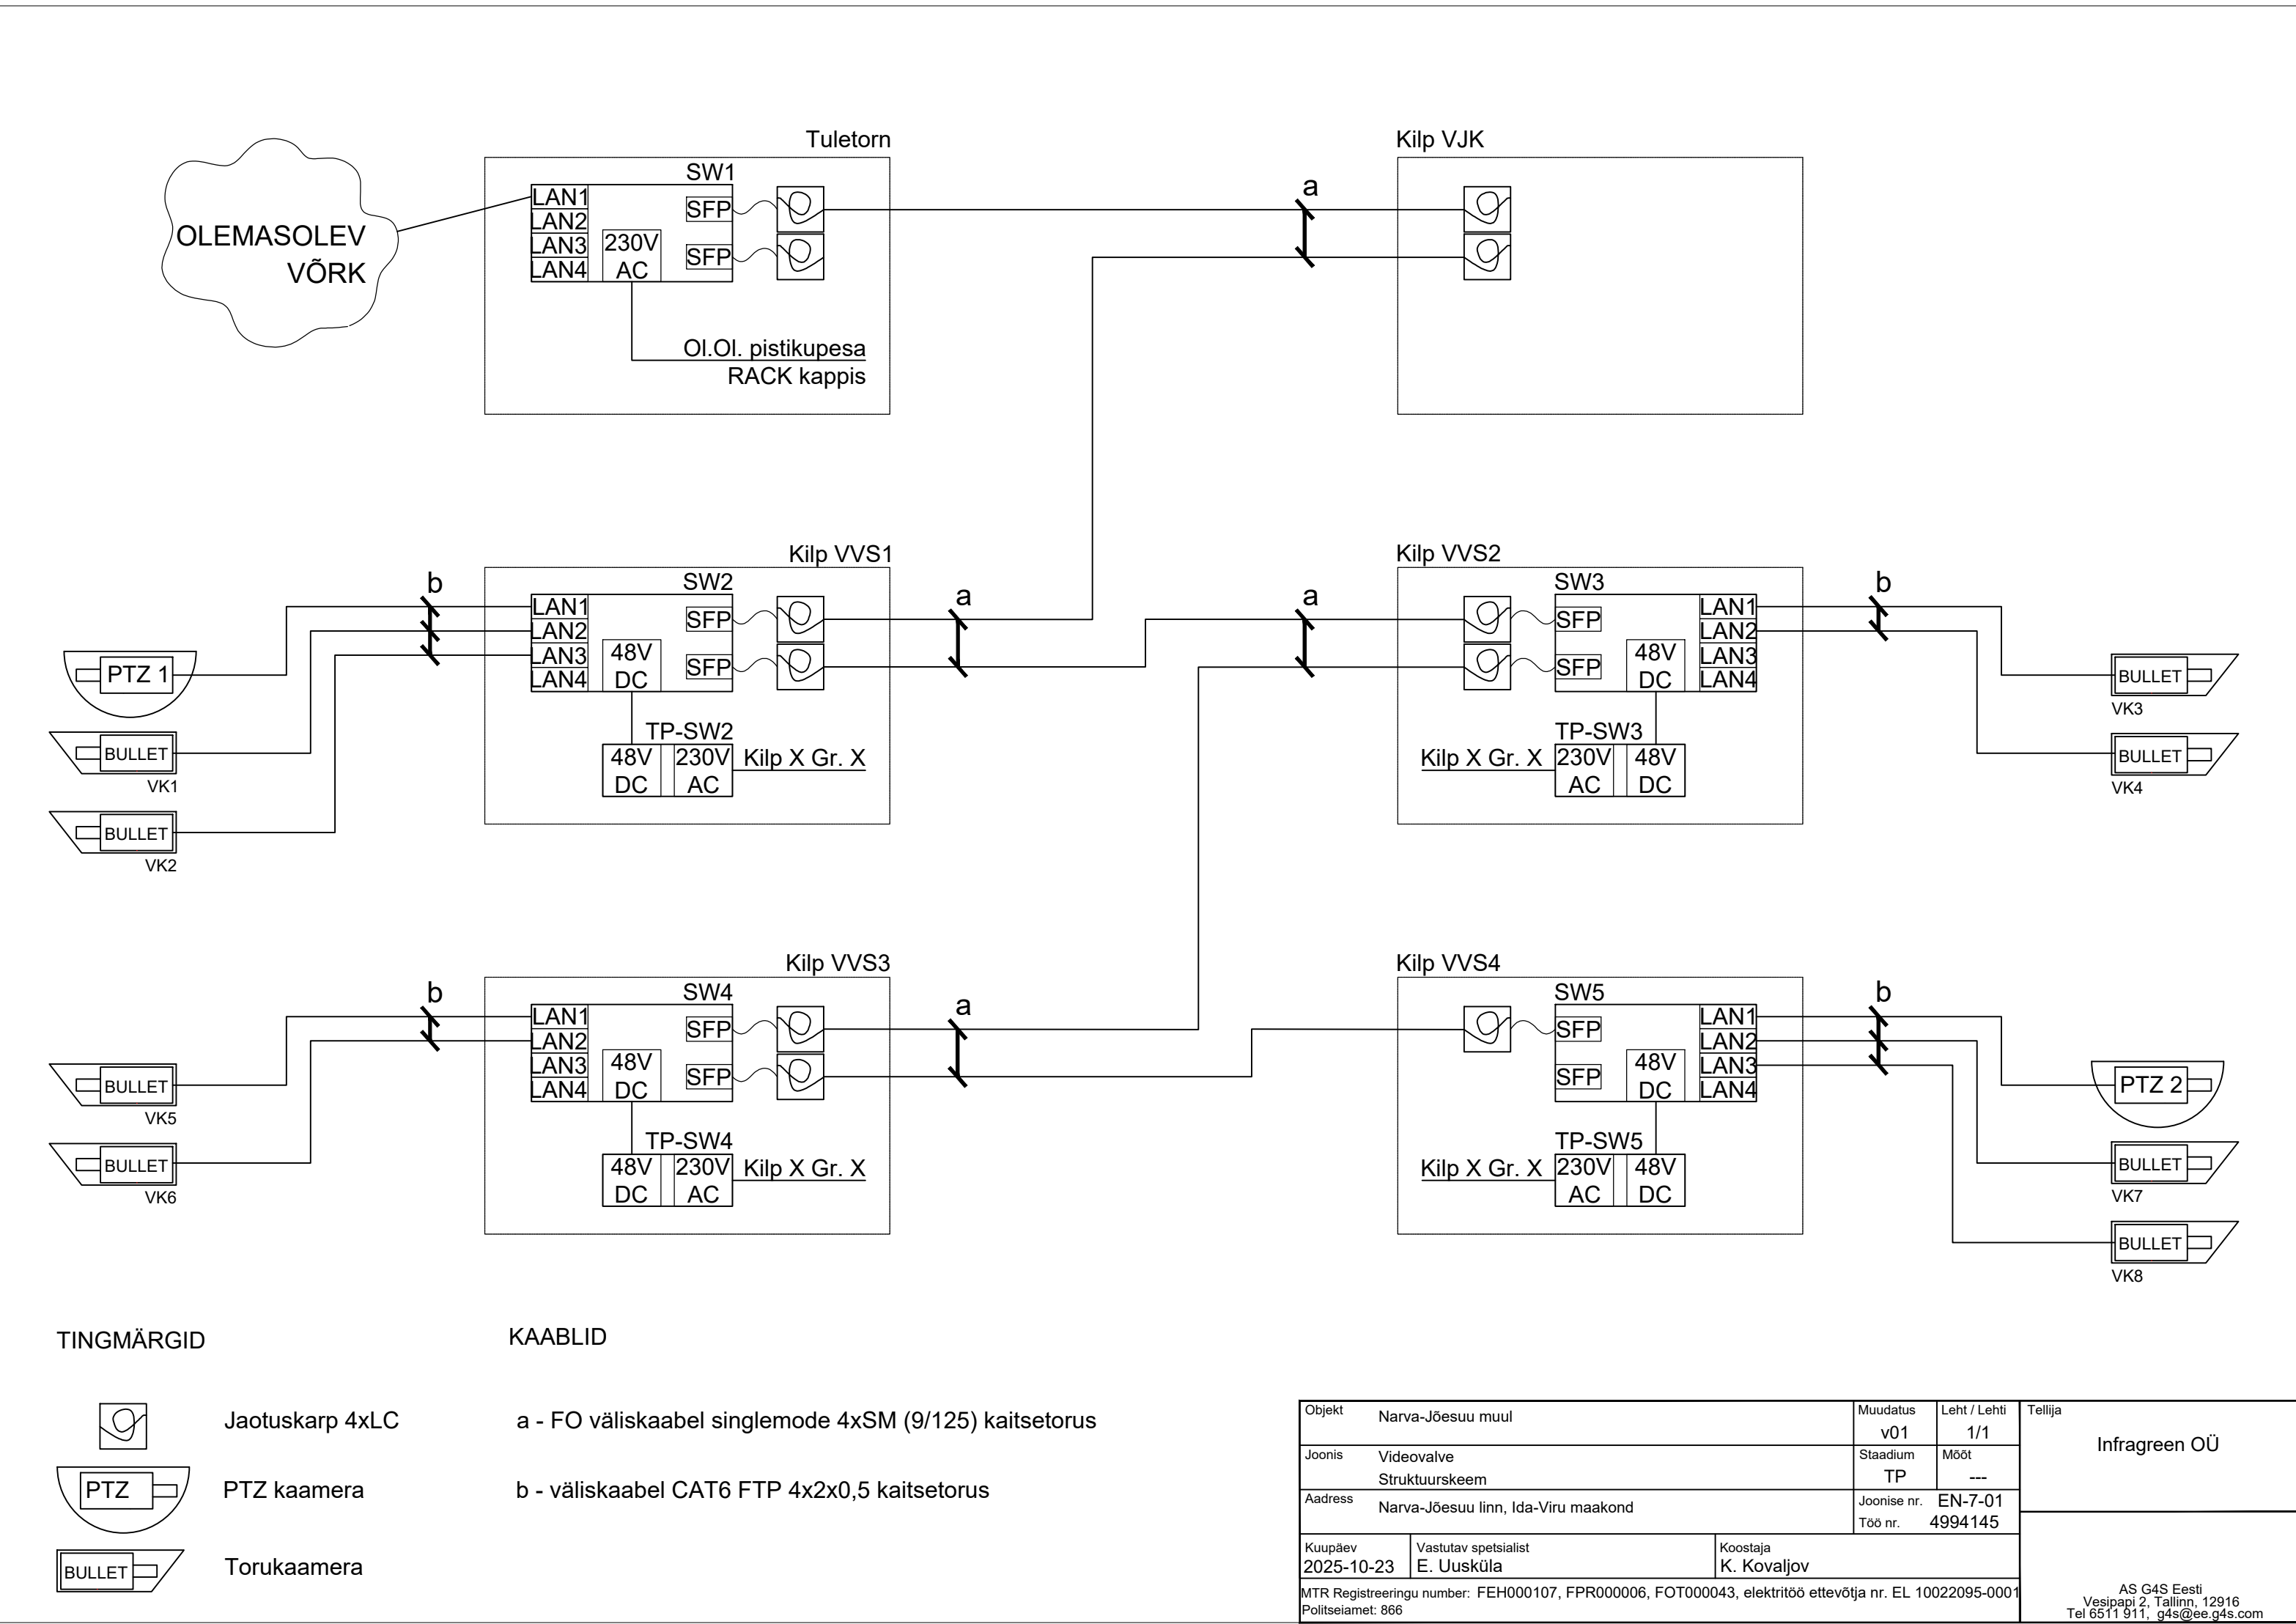 Tuletorn
Kilp VJK
OLEMASOLEV
VÕRK
SW1
LAN1
LAN2
LAN3
LAN4
230V
AC
SFP
SFP
Ol.Ol. pistikupesa
RACK kappis
a
Kilp VVS1
SW2
LAN1
LAN2
LAN3
LAN4
48V
DC
SFP
SFP
TP-SW2
48V
DC
230V
AC
Kilp X Gr. X
b
a
PTZ 1
BULLET
VK1
BULLET
VK2
Kilp VVS2
a
SW3
SFP
SFP
48V
DC
LAN1
LAN2
LAN3
LAN4
TP-SW3
Kilp X Gr. X
230V
AC
48V
DC
b
BULLET
VK3
BULLET
VK4
Kilp VVS3
SW4
LAN1
LAN2
LAN3
LAN4
48V
DC
SFP
SFP
TP-SW4
48V
DC
230V
AC
Kilp X Gr. X
b
a
BULLET
VK5
BULLET
VK6
Kilp VVS4
SW5
SFP
SFP
48V
DC
LAN1
LAN2
LAN3
LAN4
TP-SW5
Kilp X Gr. X
230V
AC
48V
DC
b
PTZ 2
BULLET
VK7
BULLET
VK8
TINGMÄRGID
Jaotuskarp 4xLC
PTZ
PTZ kaamera
BULLET
Torukaamera
KAABLID
a - FO väliskaabel singlemode 4xSM (9/125) kaitsetorus
b - väliskaabel CAT6 FTP 4x2x0,5 kaitsetorus
Objekt Narva-Jõesuu muul
Muudatus
v01
Leht / Lehti
1/1
Tellija
Infragreen OÜ
Joonis Videovalve
Struktuurskeem
Staadium
TP
Mõõt
---
Aadress Narva-Jõesuu linn, Ida-Viru maakond
Joonise nr. EN-7-01
Töö nr. 4994145
Kuupäev
2025-10-23
Vastutav spetsialist
E. Uusküla
Koostaja
K. Kovaljov
MTR Registreeringu number: FEH000107, FPR000006, FOT000043, elektritöö ettevõtja nr. EL 10022095-0001
Politseiamet: 866
AS G4S Eesti
Vesipapi 2, Tallinn, 12916
Tel 6511 911, g4s@ee.g4s.com